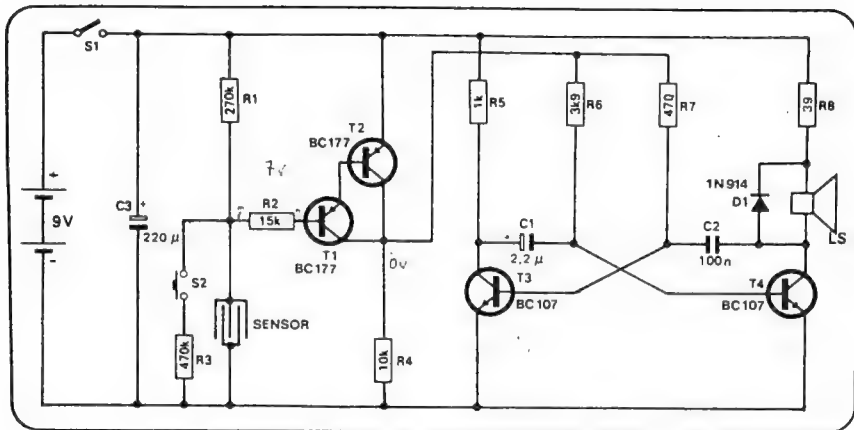 S1
270k
R1
1k
R5
3k9
R6
470
R7
39
R8
T2
BC177
7v
1N914
D1
+
9V
-
C3
+
220 µ
R2
15k
T1
BC177
0v
C1
+
2,2 µ
C2
100n
LS
S2
SENSOR
T3
BC107
T4
BC107
470k
R3
10k
R4